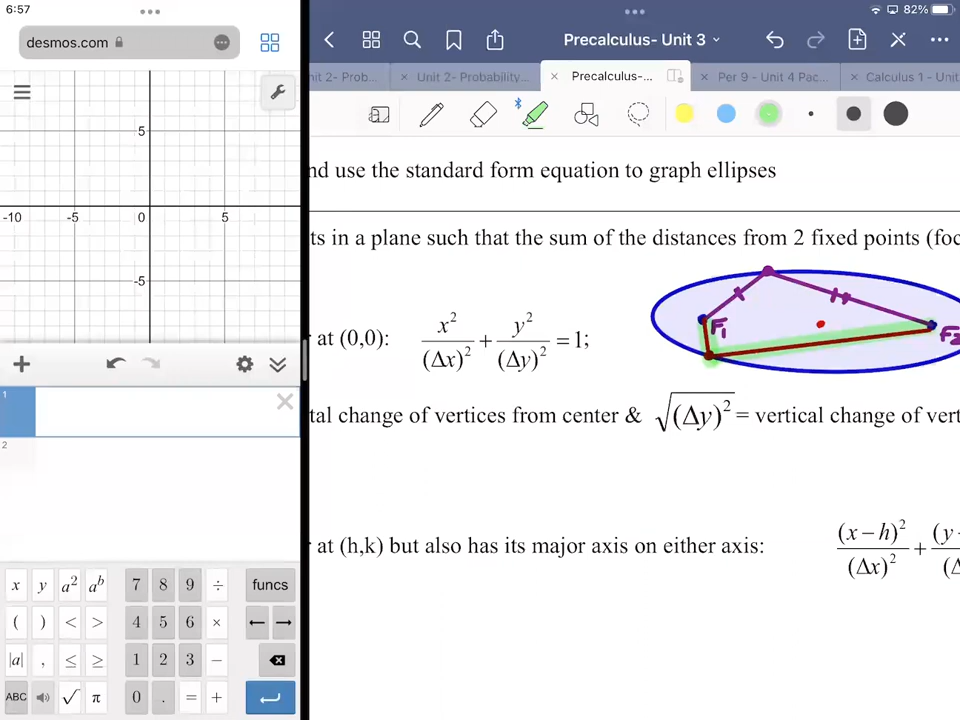 6:57
82%
desmos.com
Precalculus- Unit 3
nit 2- Prob...
Unit 2- Probability...
Precalculus-...
Per 9 - Unit 4 Pac...
Calculus 1 - Unit
5
-10 -5 0 5
-5
nd use the standard form equation to graph ellipses
ts in a plane such that the sum of the distances from 2 fixed points (foc
F₁
F₂
at (0,0): x²/(Δx)² + y²/(Δy)² = 1;
tal change of vertices from center & √(Δy)² = vertical change of vert
at (h,k) but also has its major axis on either axis: (x−h)²/(Δx)² + (y-
1
2
x y a² aᵇ 7 8 9 ÷ funcs
( ) < > 4 5 6 × ← →
|a| , ≤ ≥ 1 2 3 −
ABC √ π 0 . = +